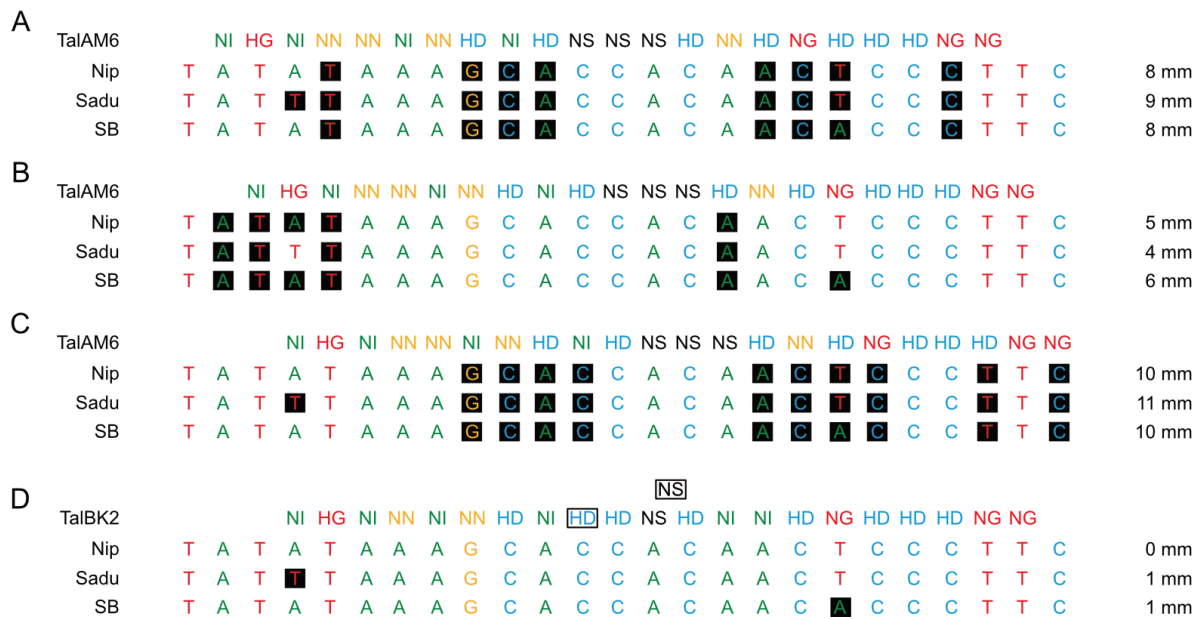 A
TalAM6 NI HG NI NN NN NI NN HD NI HD NS NS NS HD NN HD NG HD HD HD NG NG
Nip T A T A T A A A G C A C C A C A A C T C C C T T C 8 mm
Sadu T A T T T A A A G C A C C A C A A C T C C C T T C 9 mm
SB T A T A T A A A G C A C C A C A A C A C C C T T C 8 mm
B
TalAM6 NI HG NI NN NN NI NN HD NI HD NS NS NS HD NN HD NG HD HD HD NG NG
Nip T A T A T A A A G C A C C A C A A C T C C C T T C 5 mm
Sadu T A T T T A A A G C A C C A C A A C T C C C T T C 4 mm
SB T A T A T A A A G C A C C A C A A C A C C C T T C 6 mm
C
TalAM6 NI HG NI NN NN NI NN HD NI HD NS NS NS HD NN HD NG HD HD HD NG NG
Nip T A T A T A A A G C A C C A C A A C T C C C T T C 10 mm
Sadu T A T T T A A A G C A C C A C A A C T C C C T T C 11 mm
SB T A T A T A A A G C A C C A C A A C A C C C T T C 10 mm
D
NS
TalBK2 NI HG NI NN NI NN HD NI HD HD NS HD NI NI HD NG HD HD HD NG NG
Nip T A T A T A A A G C A C C A C A A C T C C C T T C 0 mm
Sadu T A T T T A A A G C A C C A C A A C T C C C T T C 1 mm
SB T A T A T A A A G C A C C A C A A C A C C C T T C 1 mm